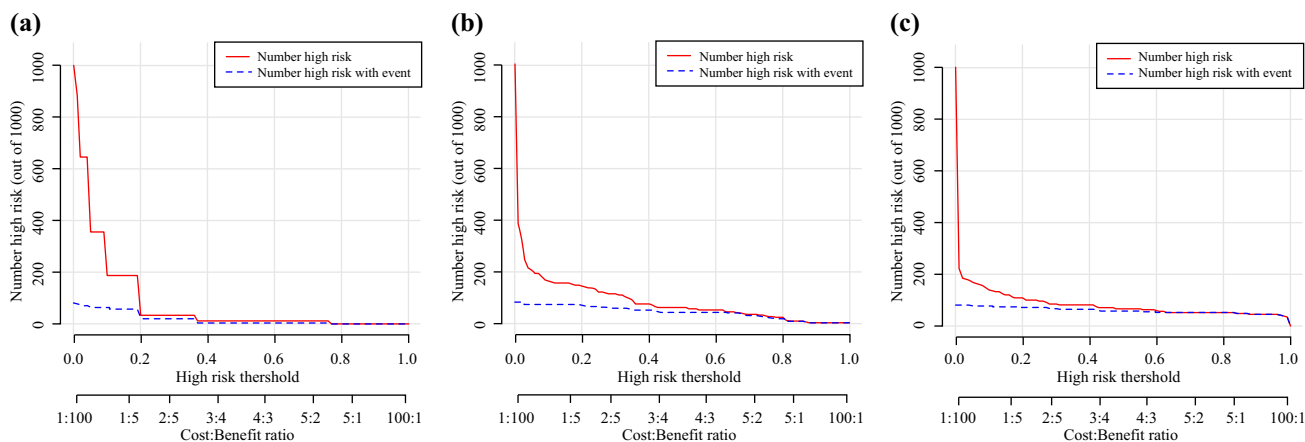 (a)
Number high risk
Number high risk with event
Number high risk (out of 1000)
0 200 400 600 800 1000
0.0 0.2 0.4 0.6 0.8 1.0
High risk thershold
1:100 1:5 2:5 3:4 4:3 5:2 5:1 100:1
Cost:Benefit ratio
(b)
Number high risk
Number high risk with event
Number high risk (out of 1000)
0 200 400 600 800 1000
0.0 0.2 0.4 0.6 0.8 1.0
High risk thershold
1:100 1:5 2:5 3:4 4:3 5:2 5:1 100:1
Cost:Benefit ratio
(c)
Number high risk
Number high risk with event
Number high risk (out of 1000)
0 200 400 600 800 1000
0.0 0.2 0.4 0.6 0.8 1.0
High risk thershold
1:100 1:5 2:5 3:4 4:3 5:2 5:1 100:1
Cost:Benefit ratio